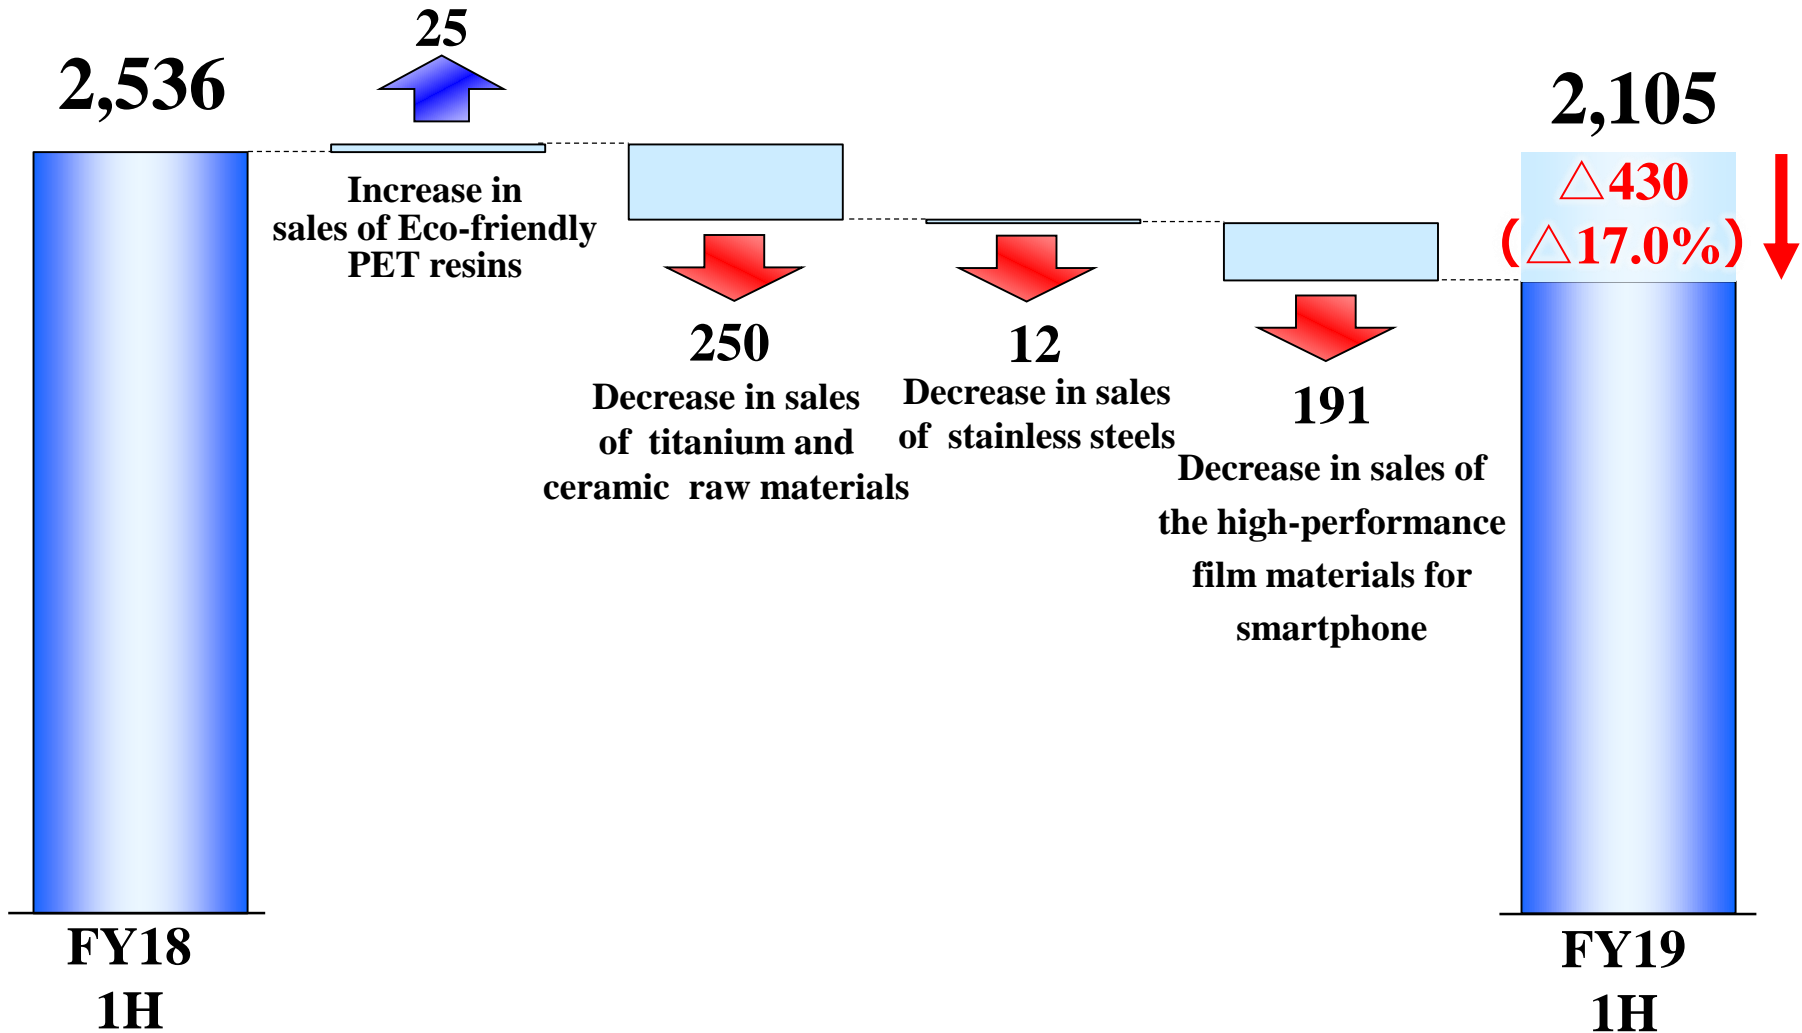 2,536
FY18
1H
25
Increase in
sales of Eco-friendly
PET resins
250
Decrease in sales
of titanium and
ceramic raw materials
12
Decrease in sales
of stainless steels
191
Decrease in sales of
the high-performance
film materials for
smartphone
2,105
△430
(△17.0%)
FY19
1H